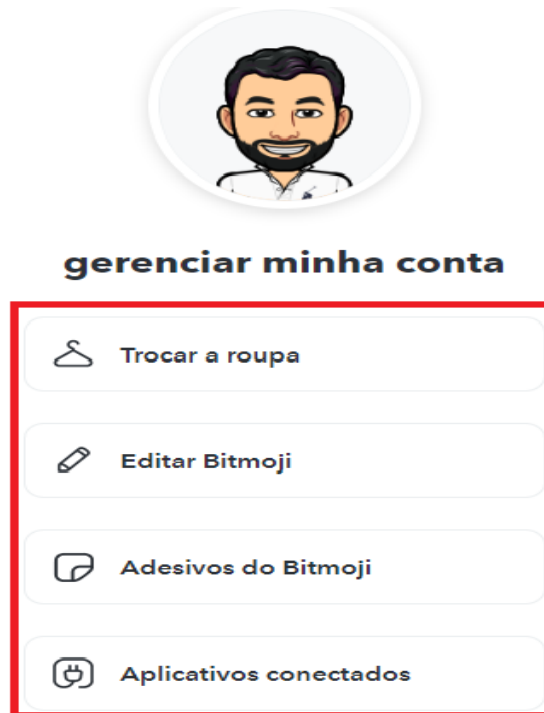 gerenciar minha conta
Trocar a roupa
Editar Bitmoji
Adesivos do Bitmoji
Aplicativos conectados